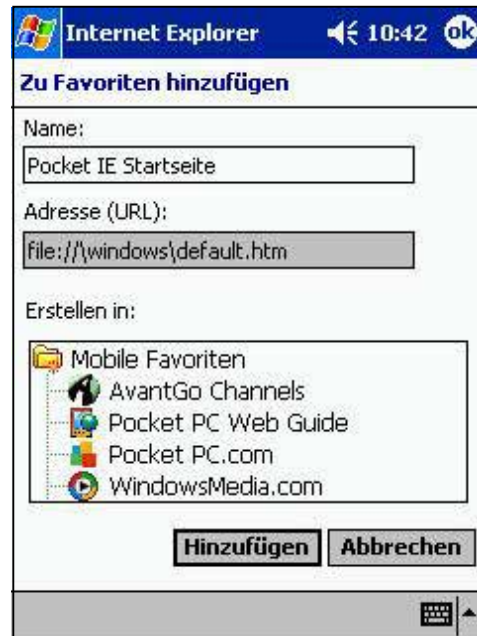 Internet Explorer 10:42 ok
Zu Favoriten hinzufügen
Name:
Pocket IE Startseite
Adresse (URL):
file://\windows\default.htm
Erstellen in:
Mobile Favoriten
AvantGo Channels
Pocket PC Web Guide
Pocket PC.com
WindowsMedia.com
Hinzufügen Abbrechen